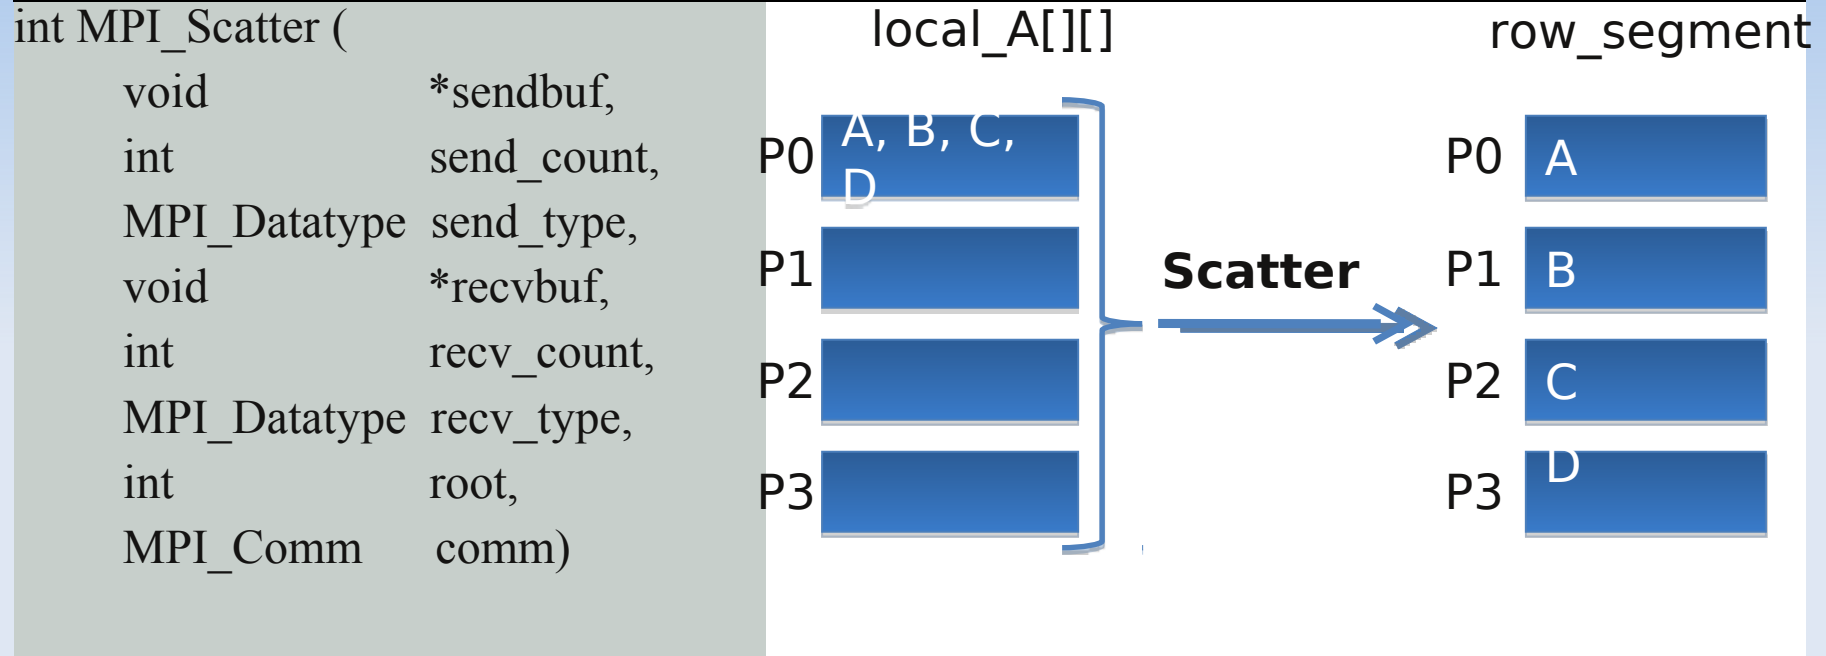 int MPI_Scatter (
void *sendbuf,
int send_count,
MPI_Datatype send_type,
void *recvbuf,
int recv_count,
MPI_Datatype recv_type,
int root,
MPI_Comm comm)
local_A[][]
P0 A, B, C,
D
P1
P2
P3
Scatter
row_segment
P0 A
P1 B
P2 C
P3 D